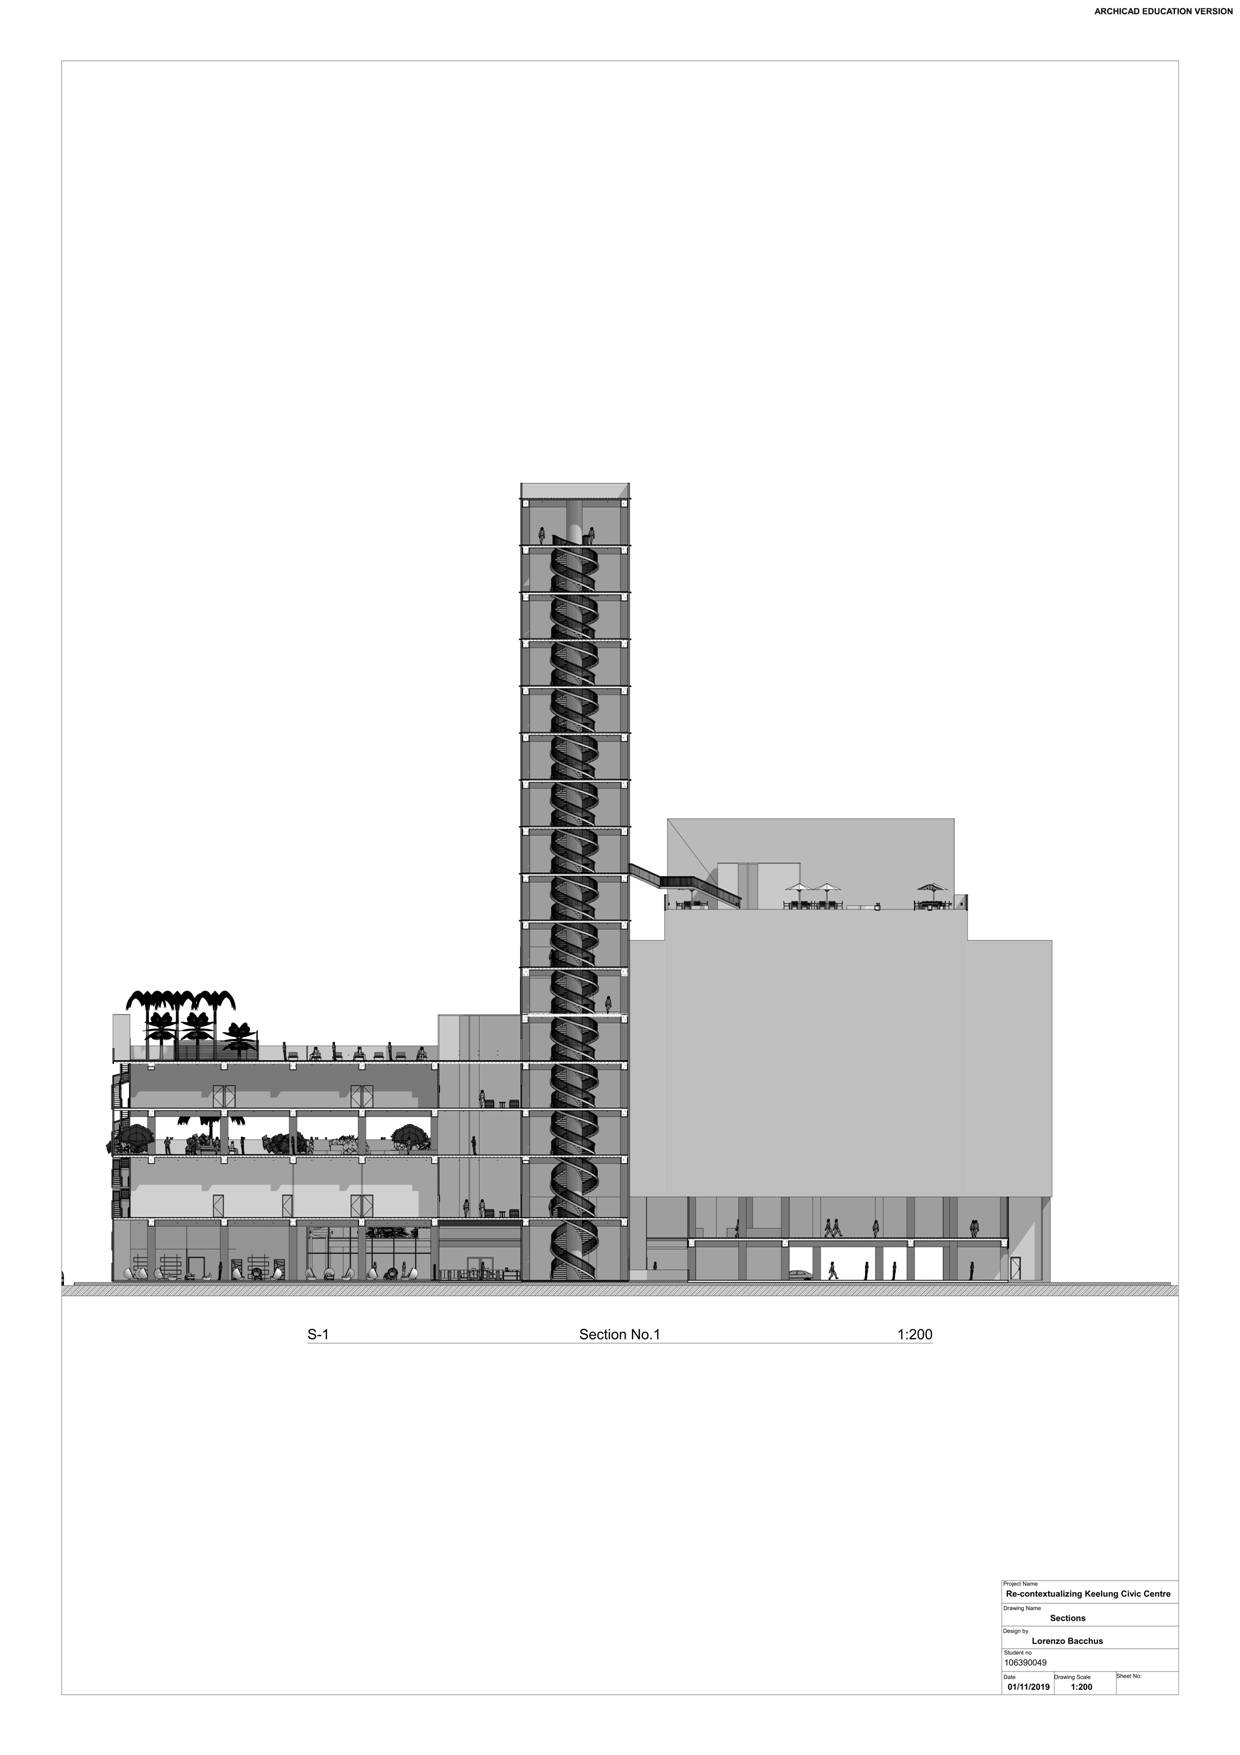 ARCHICAD EDUCATION VERSION
S-1 Section No.1 1:200
Project Name
Re-contextualizing Keelung Civic Centre
Drawing Name
Sections
Design by
Lorenzo Bacchus
Student no
106390049
Date Drawing Scale Sheet No:
01/11/2019 1:200